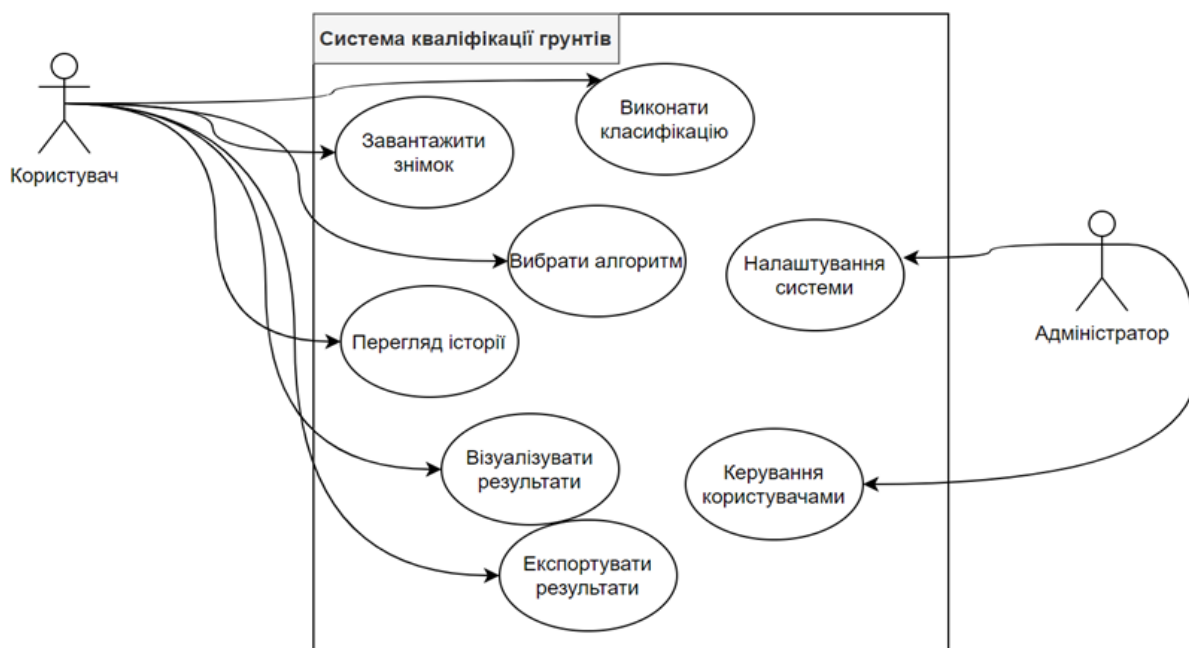 Система кваліфікації грунтів
Виконати
класифікацію
Завантажити
знімок
Користувач
Вибрати алгоритм
Налаштування
системи
Адміністратор
Перегляд історії
Візуалізувати
результати
Керування
користувачами
Експортувати
результати